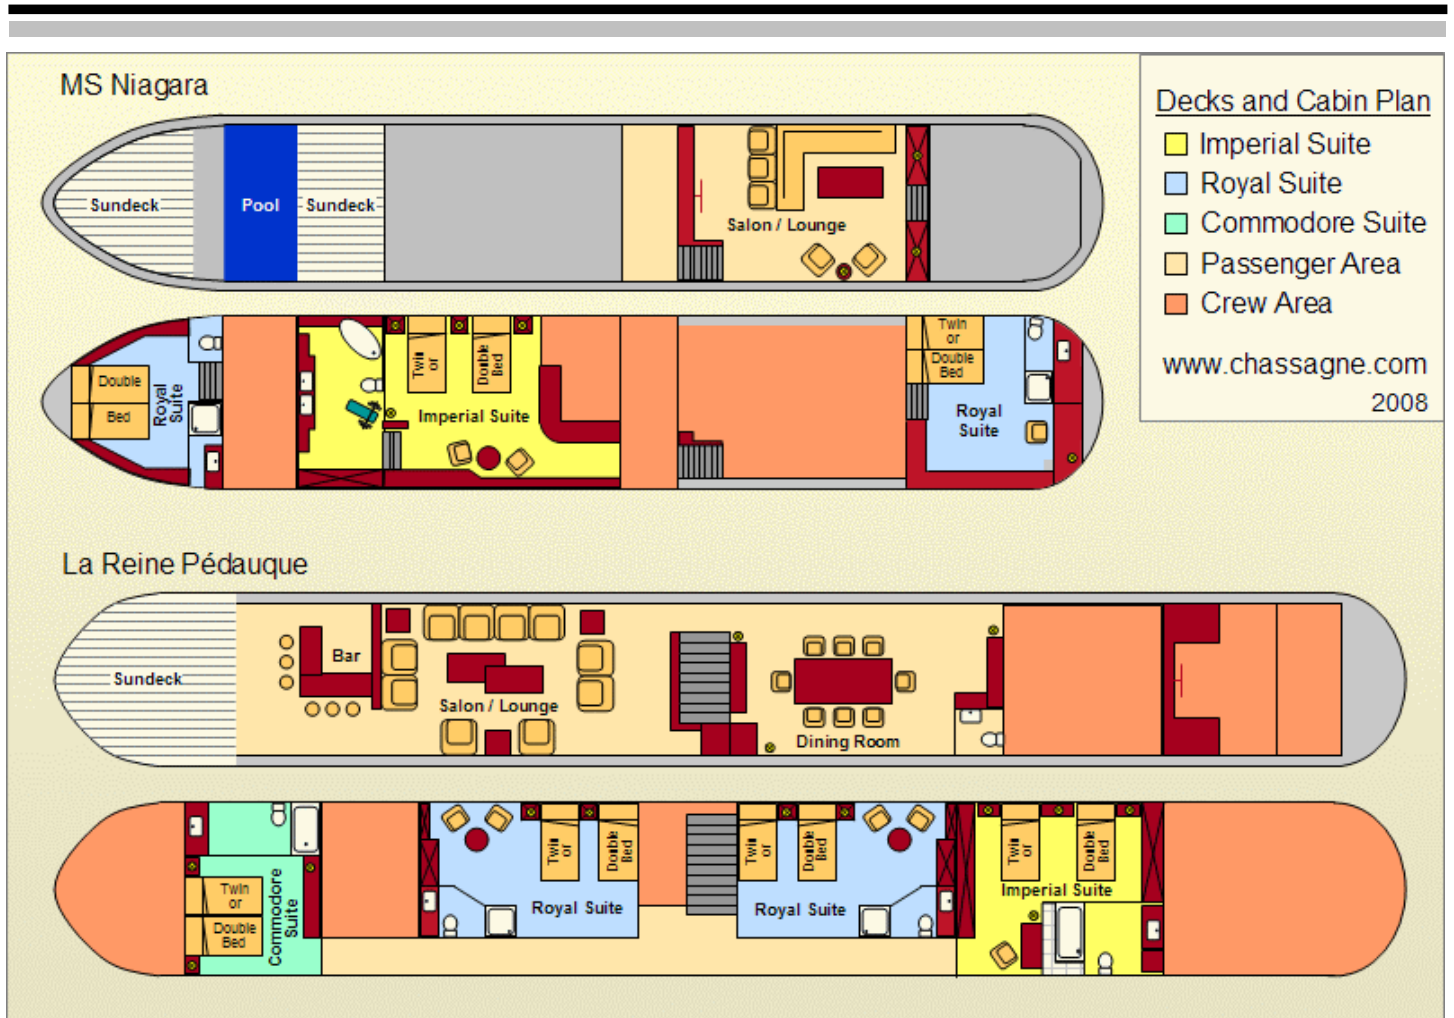 MS Niagara
Decks and Cabin Plan
Imperial Suite
Royal Suite
Commodore Suite
Passenger Area
Crew Area
www.chassagne.com
2008
Sundeck
Pool
Sundeck
Salon / Lounge
Double
Bed
Royal
Suite
Twin
or
Double
Bed
Imperial Suite
Twin
or
Double
Bed
Royal
Suite
La Reine Pédauque
Sundeck
Bar
Salon / Lounge
Dining Room
Twin
or
Double
Bed
Commodore
Suite
Twin
or
Double
Bed
Royal Suite
Twin
or
Double
Bed
Royal Suite
Twin
or
Double
Bed
Imperial Suite